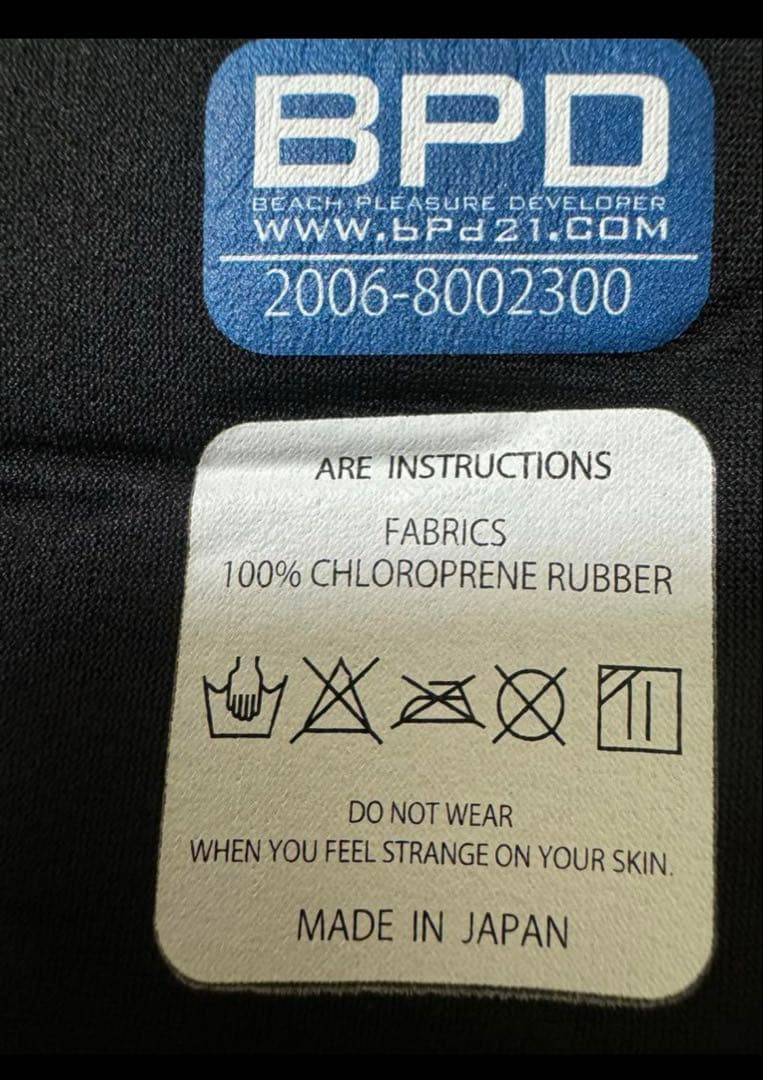 BPD
BEACH PLEASURE DEVELOPER
WWW.bPd21.COM
2006-8002300
ARE INSTRUCTIONS
FABRICS
100% CHLOROPRENE RUBBER
DO NOT WEAR
WHEN YOU FEEL STRANGE ON YOUR SKIN.
MADE IN JAPAN